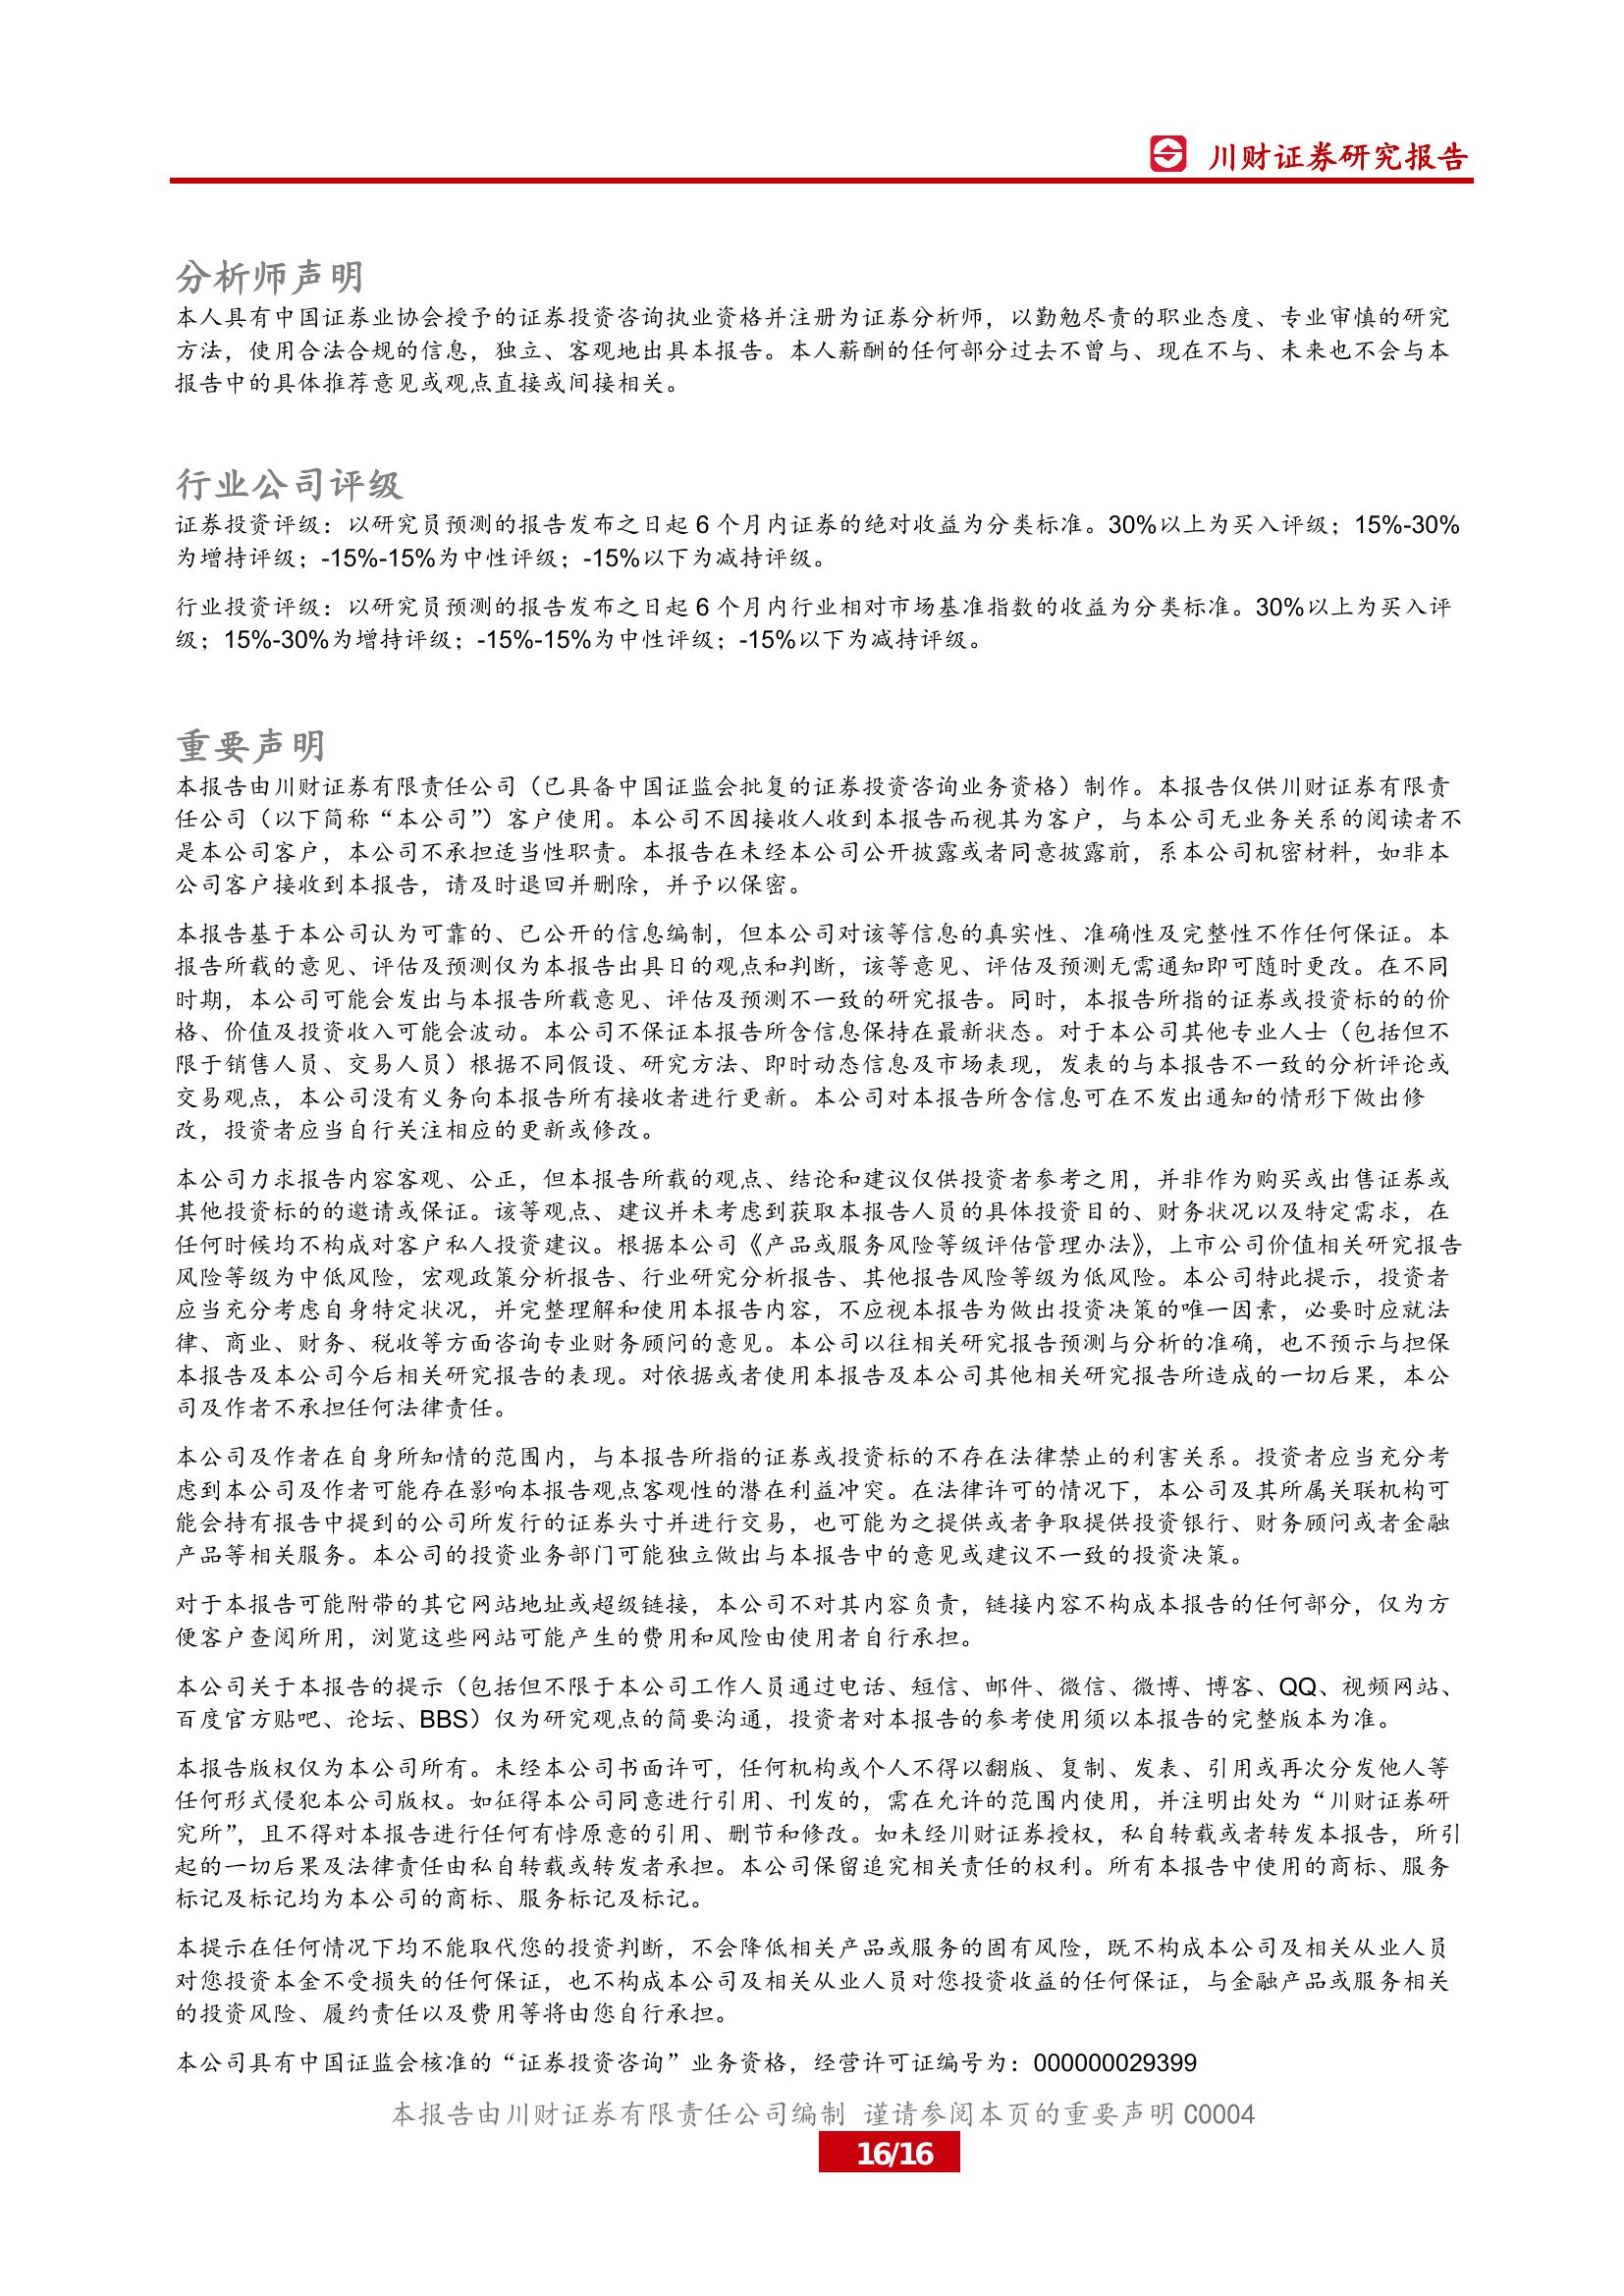 川财证券研究报告
分析师声明
本人具有中国证券业协会授予的证券投资咨询执业资格并注册为证券分析师，以勤勉尽责的职业态度、专业审慎的研究
方法，使用合法合规的信息，独立、客观地出具本报告。本人薪酬的任何部分过去不曾与、现在不与、未来也不会与本
报告中的具体推荐意见或观点直接或间接相关。
行业公司评级
证券投资评级：以研究员预测的报告发布之日起 6 个月内证券的绝对收益为分类标准。30%以上为买入评级；15%-30%
为增持评级；-15%-15%为中性评级；-15%以下为减持评级。
行业投资评级：以研究员预测的报告发布之日起 6 个月内行业相对市场基准指数的收益为分类标准。30%以上为买入评
级；15%-30%为增持评级；-15%-15%为中性评级；-15%以下为减持评级。
重要声明
本报告由川财证券有限责任公司（已具备中国证监会批复的证券投资咨询业务资格）制作。本报告仅供川财证券有限责
任公司（以下简称“本公司”）客户使用。本公司不因接收人收到本报告而视其为客户，与本公司无业务关系的阅读者不
是本公司客户，本公司不承担适当性职责。本报告在未经本公司公开披露或者同意披露前，系本公司机密材料，如非本
公司客户接收到本报告，请及时退回并删除，并予以保密。
本报告基于本公司认为可靠的、已公开的信息编制，但本公司对该等信息的真实性、准确性及完整性不作任何保证。本
报告所载的意见、评估及预测仅为本报告出具日的观点和判断，该等意见、评估及预测无需通知即可随时更改。在不同
时期，本公司可能会发出与本报告所载意见、评估及预测不一致的研究报告。同时，本报告所指的证券或投资标的的价
格、价值及投资收入可能会波动。本公司不保证本报告所含信息保持在最新状态。对于本公司其他专业人士（包括但不
限于销售人员、交易人员）根据不同假设、研究方法、即时动态信息及市场表现，发表的与本报告不一致的分析评论或
交易观点，本公司没有义务向本报告所有接收者进行更新。本公司对本报告所含信息可在不发出通知的情形下做出修
改，投资者应当自行关注相应的更新或修改。
本公司力求报告内容客观、公正，但本报告所载的观点、结论和建议仅供投资者参考之用，并非作为购买或出售证券或
其他投资标的的邀请或保证。该等观点、建议并未考虑到获取本报告人员的具体投资目的、财务状况以及特定需求，在
任何时候均不构成对客户私人投资建议。根据本公司《产品或服务风险等级评估管理办法》，上市公司价值相关研究报告
风险等级为中低风险，宏观政策分析报告、行业研究分析报告、其他报告风险等级为低风险。本公司特此提示，投资者
应当充分考虑自身特定状况，并完整理解和使用本报告内容，不应视本报告为做出投资决策的唯一因素，必要时应就法
律、商业、财务、税收等方面咨询专业财务顾问的意见。本公司以往相关研究报告预测与分析的准确，也不预示与担保
本报告及本公司今后相关研究报告的表现。对依据或者使用本报告及本公司其他相关研究报告所造成的一切后果，本公
司及作者不承担任何法律责任。
本公司及作者在自身所知情的范围内，与本报告所指的证券或投资标的不存在法律禁止的利害关系。投资者应当充分考
虑到本公司及作者可能存在影响本报告观点客观性的潜在利益冲突。在法律许可的情况下，本公司及其所属关联机构可
能会持有报告中提到的公司所发行的证券头寸并进行交易，也可能为之提供或者争取提供投资银行、财务顾问或者金融
产品等相关服务。本公司的投资业务部门可能独立做出与本报告中的意见或建议不一致的投资决策。
对于本报告可能附带的其它网站地址或超级链接，本公司不对其内容负责，链接内容不构成本报告的任何部分，仅为方
便客户查阅所用，浏览这些网站可能产生的费用和风险由使用者自行承担。
本公司关于本报告的提示（包括但不限于本公司工作人员通过电话、短信、邮件、微信、微博、博客、QQ、视频网站、
百度官方贴吧、论坛、BBS）仅为研究观点的简要沟通，投资者对本报告的参考使用须以本报告的完整版本为准。
本报告版权仅为本公司所有。未经本公司书面许可，任何机构或个人不得以翻版、复制、发表、引用或再次分发他人等
任何形式侵犯本公司版权。如征得本公司同意进行引用、刊发的，需在允许的范围内使用，并注明出处为“川财证券研
究所”，且不得对本报告进行任何有悖原意的引用、删节和修改。如未经川财证券授权，私自转载或者转发本报告，所引
起的一切后果及法律责任由私自转载或转发者承担。本公司保留追究相关责任的权利。所有本报告中使用的商标、服务
标记及标记均为本公司的商标、服务标记及标记。
本提示在任何情况下均不能取代您的投资判断，不会降低相关产品或服务的固有风险，既不构成本公司及相关从业人员
对您投资本金不受损失的任何保证，也不构成本公司及相关从业人员对您投资收益的任何保证，与金融产品或服务相关
的投资风险、履约责任以及费用等将由您自行承担。
本公司具有中国证监会核准的“证券投资咨询”业务资格，经营许可证编号为：000000029399
本报告由川财证券有限责任公司编制 谨请参阅本页的重要声明 C0004
16/16